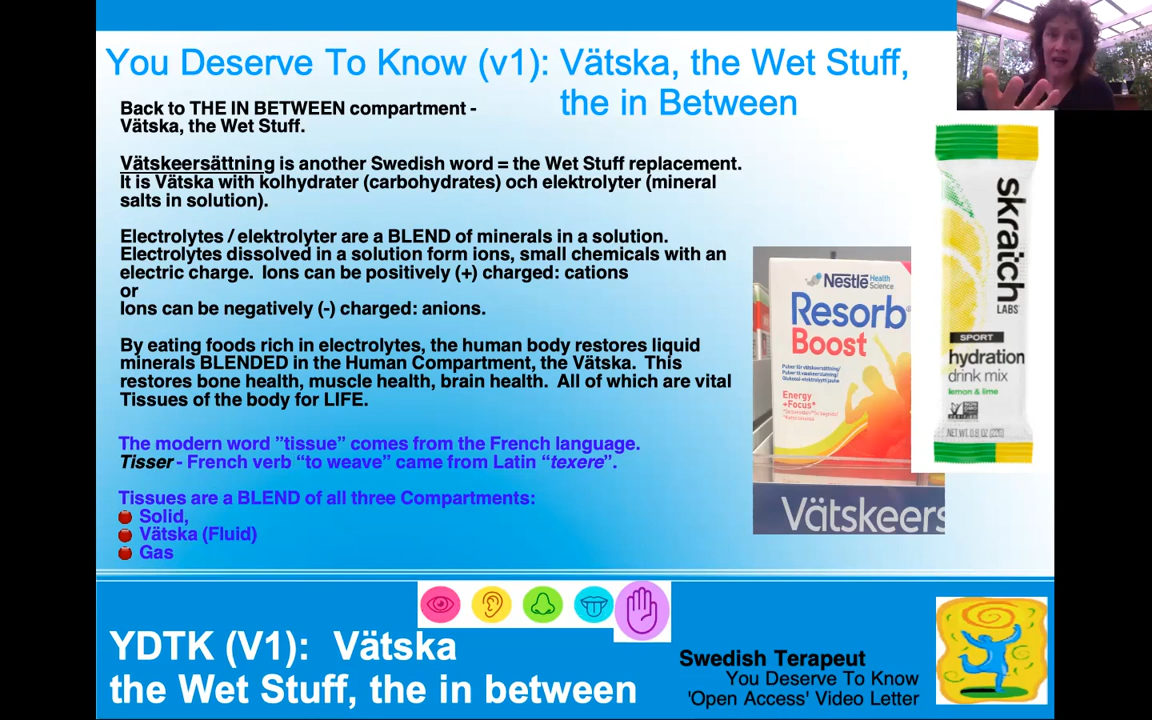 You Deserve To Know (v1): Vätska, the Wet Stuff,
the in Between
Back to THE IN BETWEEN compartment -
Vätska, the Wet Stuff.
Vätskeersättning is another Swedish word = the Wet Stuff replacement.
It is Vätska with kolhydrater (carbohydrates) och elektrolyter (mineral
salts in solution).
Electrolytes / elektrolyter are a BLEND of minerals in a solution.
Electrolytes dissolved in a solution form ions, small chemicals with an
electric charge.  Ions can be positively (+) charged: cations
or
Ions can be negatively (-) charged: anions.
By eating foods rich in electrolytes, the human body restores liquid
minerals BLENDED in the Human Compartment, the Vätska.  This
restores bone health, muscle health, brain health.  All of which are vital
Tissues of the body for LIFE.
The modern word ”tissue” comes from the French language.
Tisser - French verb “to weave” came from Latin “texere”.
Tissues are a BLEND of all three Compartments:
Solid,
Vätska (Fluid)
Gas
Nestlé Health
Science
Resorb
Boost
Energy
+Focus*
Vätskeers
skratch
LABS
SPORT
hydration
drink mix
lemon & lime
NET WT. 0.8 OZ (22G)
YDTK (V1):  Vätska
the Wet Stuff, the in between
Swedish Terapeut
You Deserve To Know
'Open Access' Video Letter